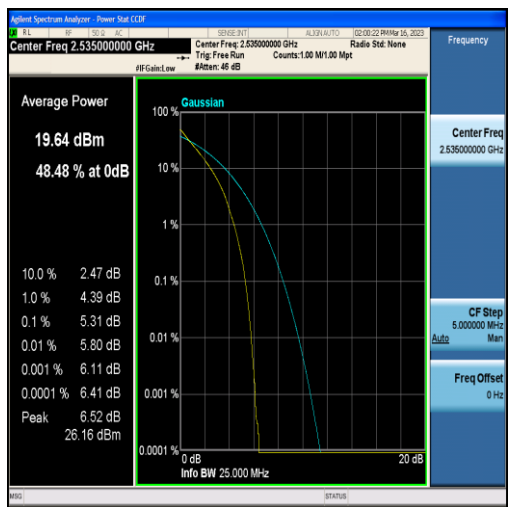 Agilent Spectrum Analyzer - Power Stat CCDF
RL RF 50 Ω AC SENSE:INT ALIGN AUTO 02:00:22 PM Mar 16, 2023
Center Freq 2.535000000 GHz
Center Freq: 2.535000000 GHz
Radio Std: None
Trig: Free Run
Counts:1.00 M/1.00 Mpt
#IFGain:Low
#Atten: 46 dB
Frequency
Average Power
19.64 dBm
48.48 % at 0dB
10.0 % 2.47 dB
1.0 % 4.39 dB
0.1 % 5.31 dB
0.01 % 5.80 dB
0.001 % 6.11 dB
0.0001 % 6.41 dB
Peak 6.52 dB
26.16 dBm
Gaussian
100 %
10 %
1 %
0.1 %
0.01 %
0.001 %
0.0001 %
0 dB
20 dB
Info BW 25.000 MHz
Center Freq
2.535000000 GHz
CF Step
5.000000 MHz
Auto Man
Freq Offset
0 Hz
MSG
STATUS